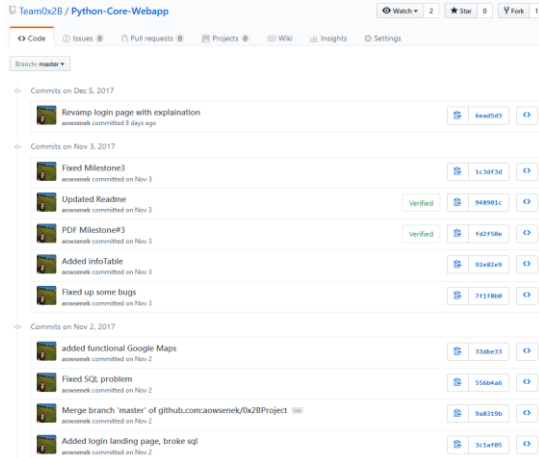 Team0x2B / Python-Core-Webapp
Watch 2 Star 0 Fork 1
Code Issues 0 Pull requests 0 Projects 0 Wiki Insights Settings
Branch: master
Commits on Dec 5, 2017
Revamp login page with explaination
aowsenek committed 8 days ago
6ead5d3
Commits on Nov 3, 2017
Fixed Milestone3
aowsenek committed on Nov 3
1c3df3d
Updated Readme
aowsenek committed on Nov 3
Verified 948901c
PDF Milestone#3
aowsenek committed on Nov 3
Verified fd2f50e
Added infoTable
aowsenek committed on Nov 3
92e82e9
Fixed up some bugs
aowsenek committed on Nov 3
7f1f8b0
Commits on Nov 2, 2017
added functional Google Maps
aowsenek committed on Nov 2
33dbe33
Fixed SQL problem
aowsenek committed on Nov 2
556b4a6
Merge branch 'master' of github.com:aowsenek/0x2BProject …
aowsenek committed on Nov 2
9a8319b
Added login landing page, broke sql
aowsenek committed on Nov 2
3c1af05